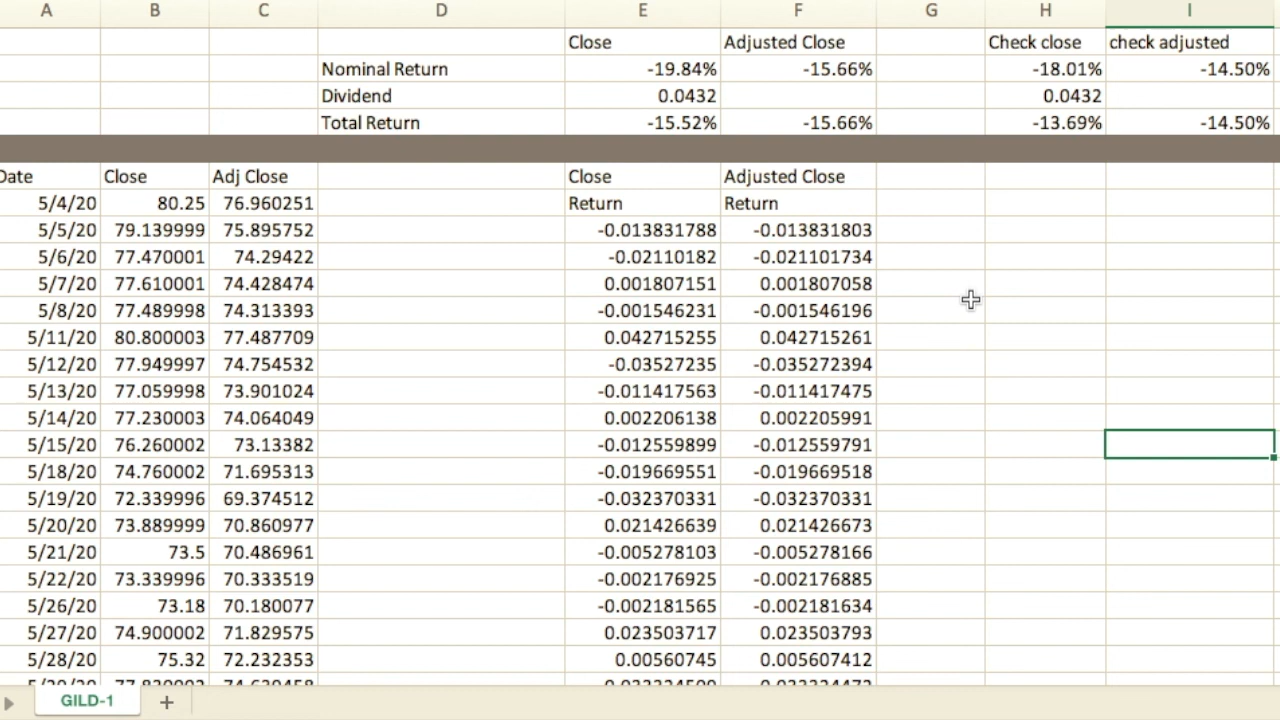 A B C D E F G H I
Close Adjusted Close Check close check adjusted
Nominal Return -19.84% -15.66% -18.01% -14.50%
Dividend 0.0432 0.0432
Total Return -15.52% -15.66% -13.69% -14.50%
Date Close Adj Close Close Adjusted Close
5/4/20 80.25 76.960251 Return Return
5/5/20 79.139999 75.895752 -0.013831788 -0.013831803
5/6/20 77.470001 74.29422 -0.02110182 -0.021101734
5/7/20 77.610001 74.428474 0.001807151 0.001807058
5/8/20 77.489998 74.313393 -0.001546231 -0.001546196
5/11/20 80.800003 77.487709 0.042715255 0.042715261
5/12/20 77.949997 74.754532 -0.03527235 -0.035272394
5/13/20 77.059998 73.901024 -0.011417563 -0.011417475
5/14/20 77.230003 74.064049 0.002206138 0.002205991
5/15/20 76.260002 73.13382 -0.012559899 -0.012559791
5/18/20 74.760002 71.695313 -0.019669551 -0.019669518
5/19/20 72.339996 69.374512 -0.032370331 -0.032370331
5/20/20 73.889999 70.860977 0.021426639 0.021426673
5/21/20 73.5 70.486961 -0.005278103 -0.005278166
5/22/20 73.339996 70.333519 -0.002176925 -0.002176885
5/26/20 73.18 70.180077 -0.002181565 -0.002181634
5/27/20 74.900002 71.829575 0.023503717 0.023503793
5/28/20 75.32 72.232353 0.00560745 0.005607412
GILD-1 +